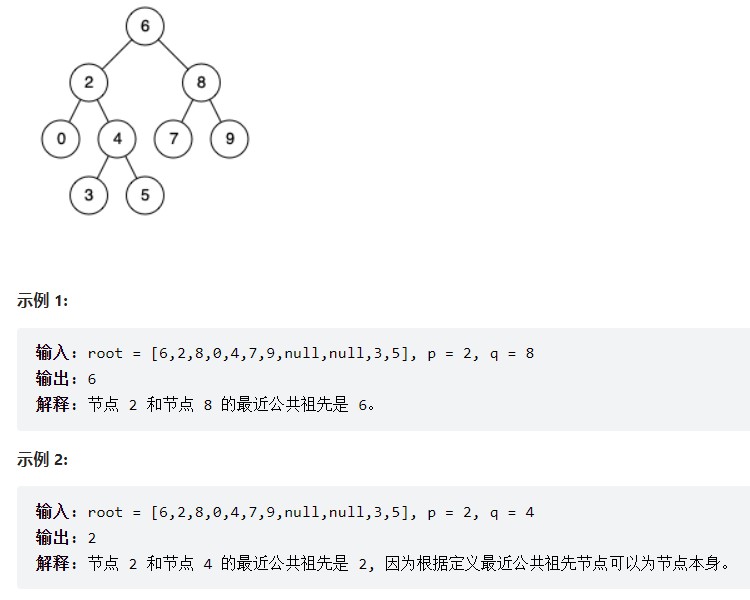 6
2 8
0 4 7 9
3 5
示例 1:
输入：root = [6,2,8,0,4,7,9,null,null,3,5], p = 2, q = 8
输出：6
解释：节点 2 和节点 8 的最近公共祖先是 6。
示例 2:
输入：root = [6,2,8,0,4,7,9,null,null,3,5], p = 2, q = 4
输出：2
解释：节点 2 和节点 4 的最近公共祖先是 2, 因为根据定义最近公共祖先节点可以为节点本身。